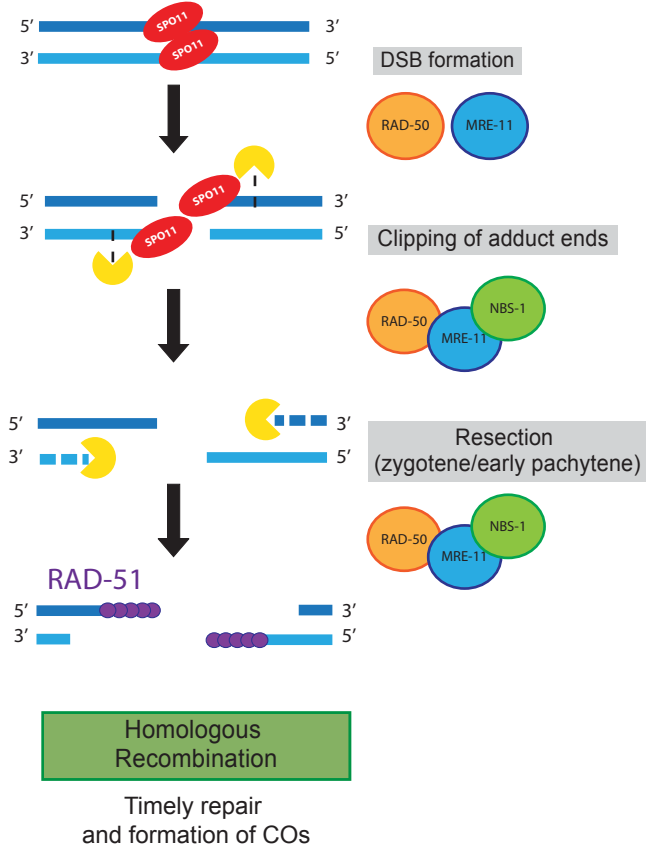 5′ SPO11 3′
3′ SPO11 5′
DSB formation
RAD-50 MRE-11
5′ SPO11 3′
3′ SPO11 5′
Clipping of adduct ends
NBS-1
RAD-50
MRE-11
5′ 3′
3′ 5′
Resection
(zygotene/early pachytene)
NBS-1
RAD-50
MRE-11
RAD-51
5′ 3′
3′ 5′
Homologous
Recombination
Timely repair
and formation of COs